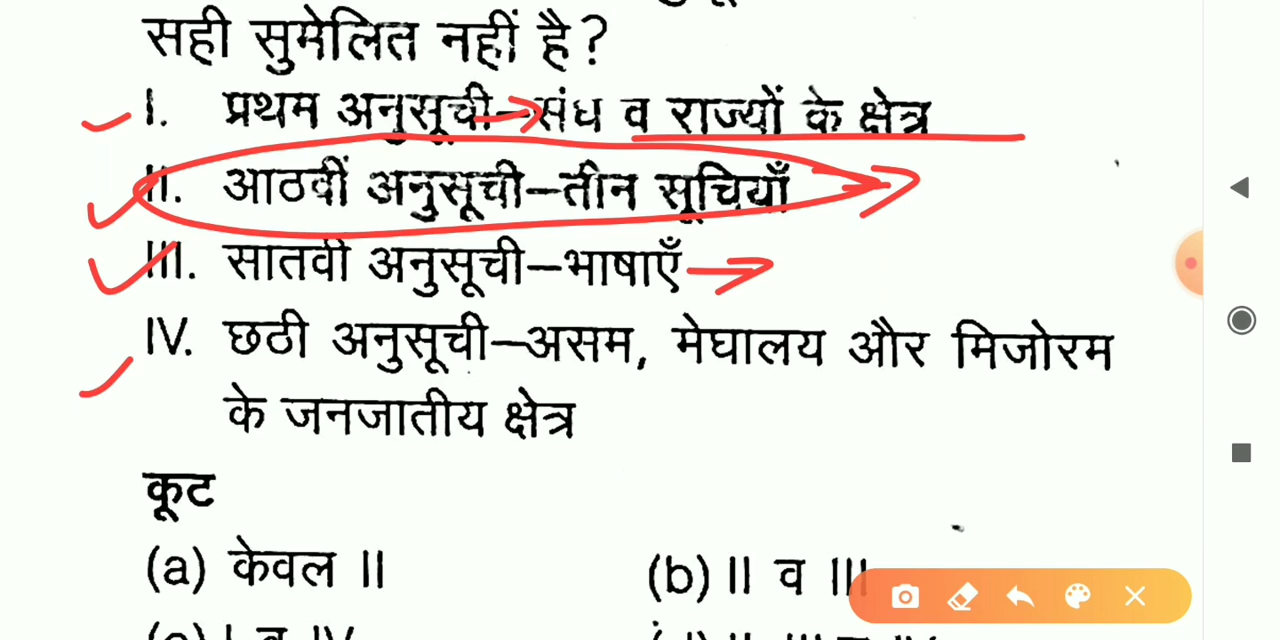 सही सुमेलित नहीं है?
I. प्रथम अनुसूची–संध व राज्यों के क्षेत्र
II. आठवीं अनुसूची–तीन सूचियाँ
III. सातवीं अनुसूची–भाषाएँ
IV. छठी अनुसूची–असम, मेघालय और मिजोरम
के जनजातीय क्षेत्र
कूट
(a) केवल II (b) II व III